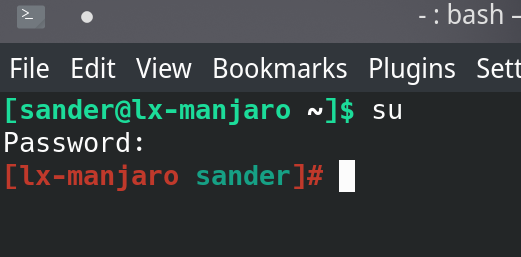 - : bash –
File Edit View Bookmarks Plugins Sett
[sander@lx-manjaro ~]$ su
Password:
[lx-manjaro sander]#